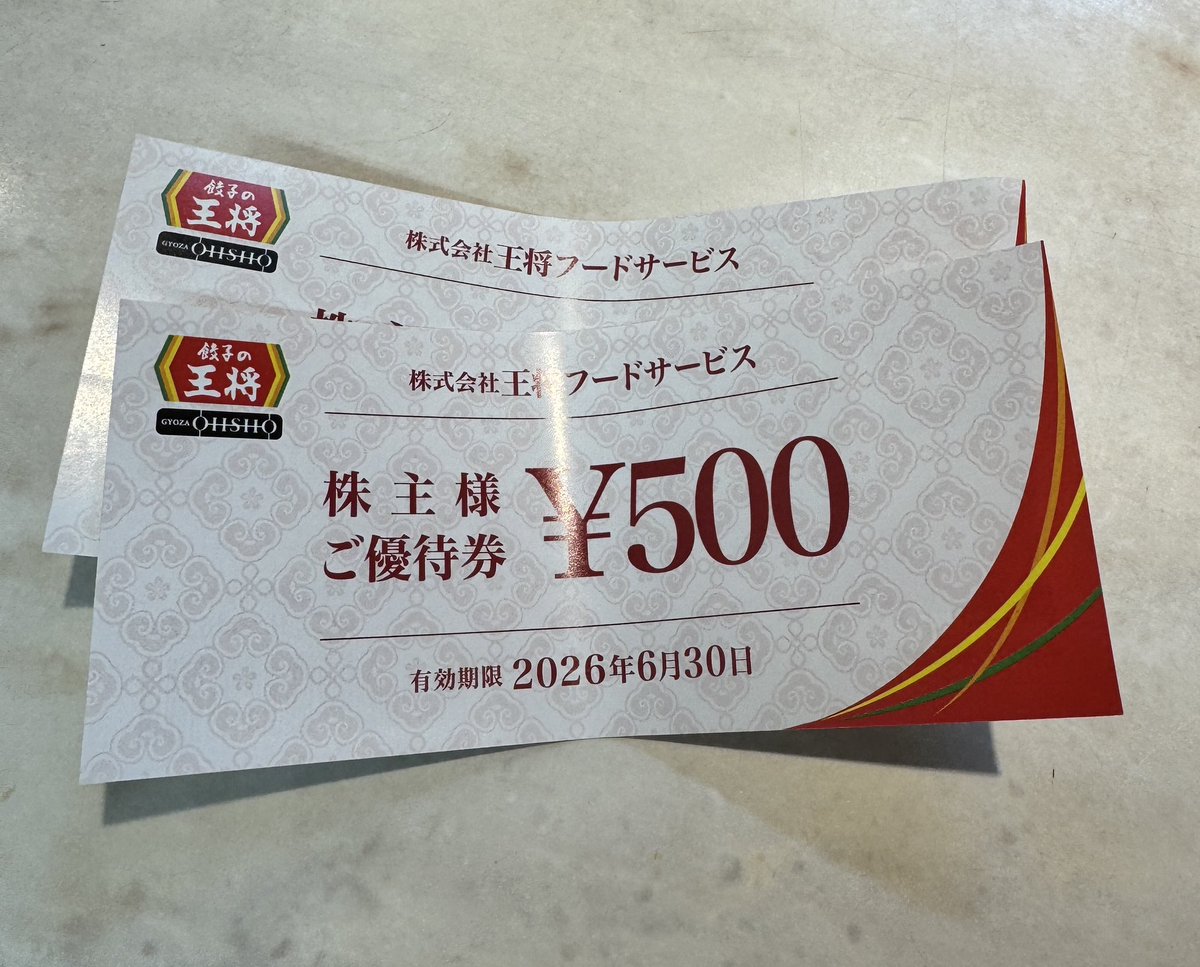 餃子の
王将
GYOZA OHSHO
株式会社王将フードサービス
餃子の
王将
GYOZA OHSHO
株式会社王将フードサービス
株主様
ご優待券
¥500
有効期限 2026年6月30日